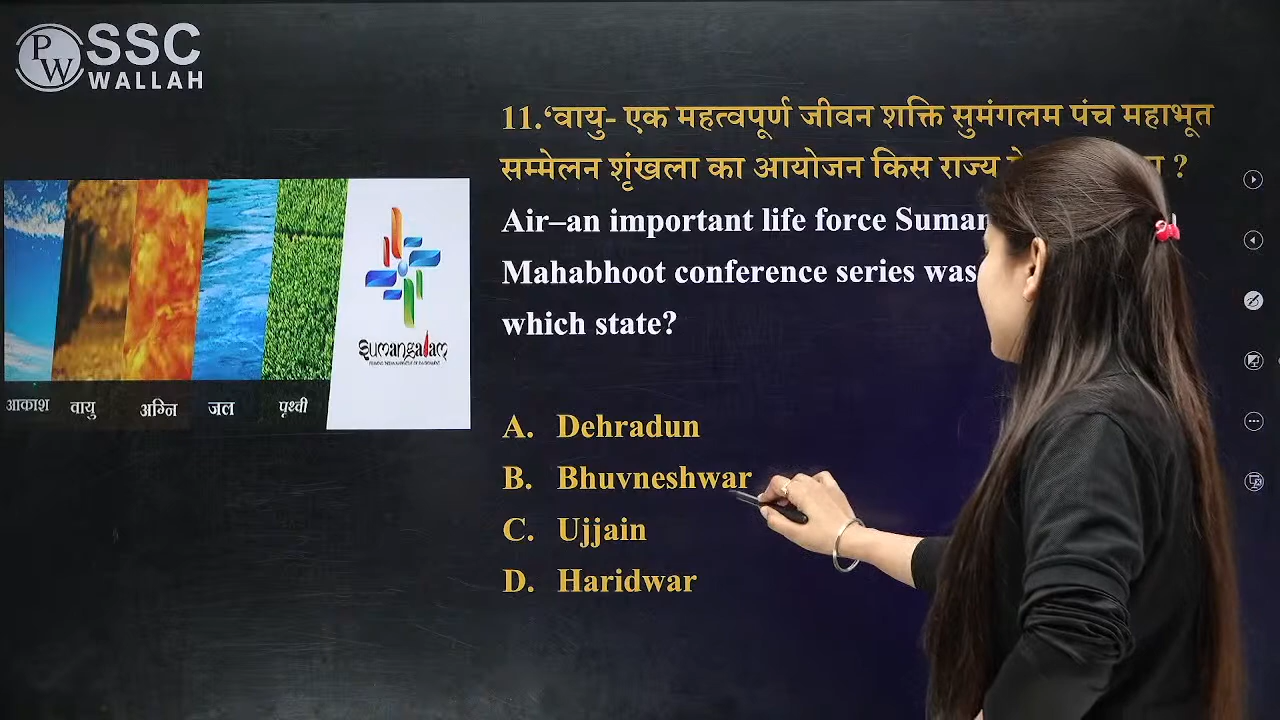 PW SSC
WALLAH
11.‘वायु- एक महत्वपूर्ण जीवन शक्ति सुमंगलम पंच महाभूत
सम्मेलन शृंखला का आयोजन किस राज्य ?
Air–an important life force
Mahabhoot conference series was
which state?
A. Dehradun
B. Bhuvneshwar
C. Ujjain
D. Haridwar
Sumangalam
आकाश वायु अग्नि जल पृथ्वी